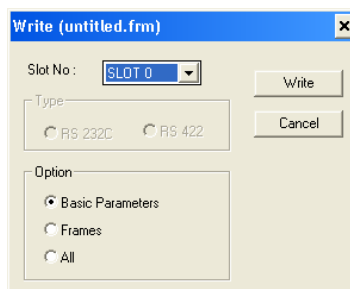 Write (untitled.frm)
Slot No : SLOT 0
Write
Type
RS 232C RS 422
Cancel
Option
Basic Parameters
Frames
All